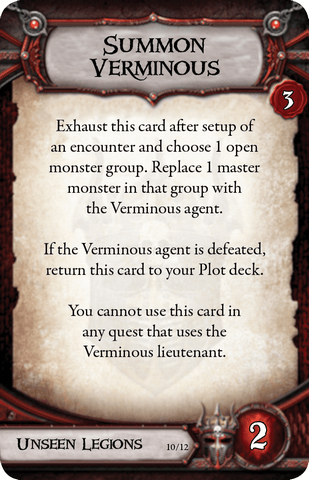 Summon
Verminous
3
Exhaust this card after setup of
an encounter and choose 1 open
monster group. Replace 1 master
monster in that group with
the Verminous agent.
If the Verminous agent is defeated,
return this card to your Plot deck.
You cannot use this card in
any quest that uses the
Verminous lieutenant.
Unseen Legions 10/12
2